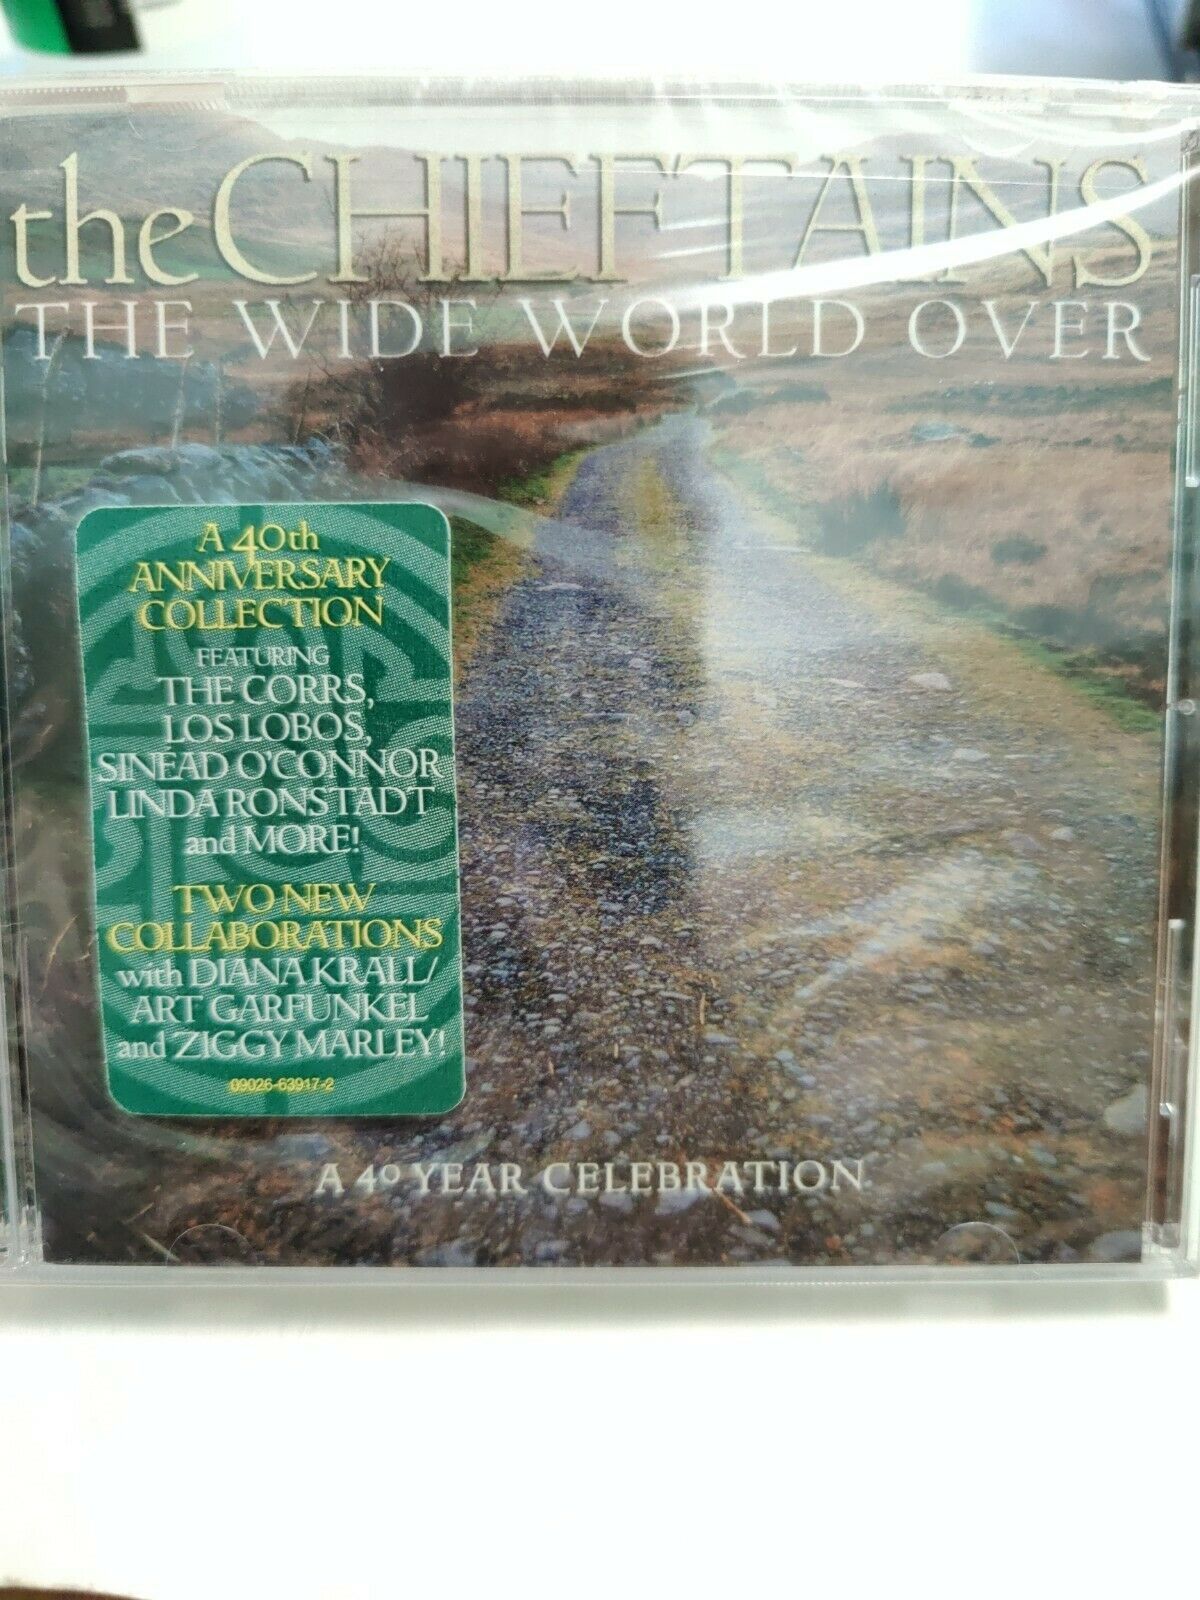 the CHIEFTAINS
THE WIDE WORLD OVER
A 40th
ANNIVERSARY
COLLECTION
FEATURING
THE CORRS,
LOS LOBOS,
SINEAD O'CONNOR
LINDA RONSTADT
and MORE!
TWO NEW
COLLABORATIONS
with DIANA KRALL/
ART GARFUNKEL
and ZIGGY MARLEY!
09026-63917-2
A 40 YEAR CELEBRATION